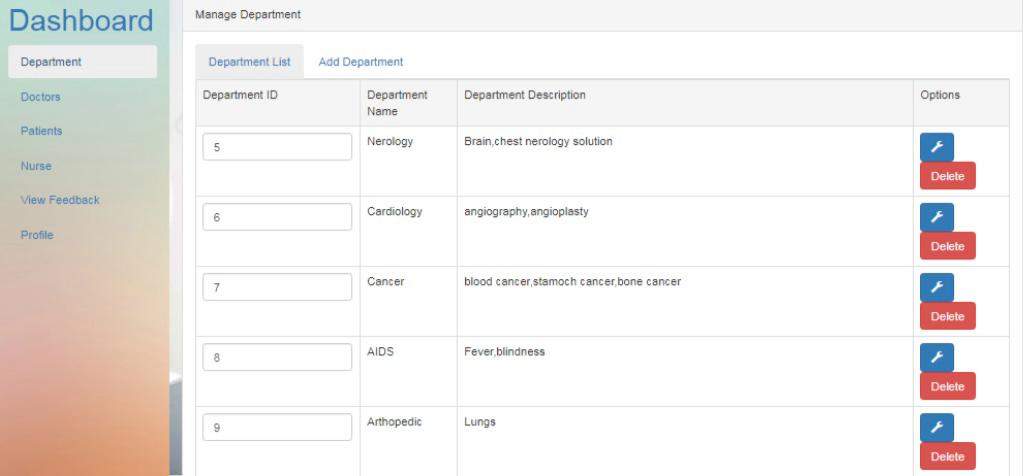 Dashboard
Department
Doctors
Patients
Nurse
View Feedback
Profile
Manage Department
Department List Add Department
Department ID Department Name Department Description Options
5 Nerology Brain,chest nerology solution
Delete
6 Cardiology angiography,angioplasty
Delete
7 Cancer blood cancer,stamoch cancer,bone cancer
Delete
8 AIDS Fever,blindness
Delete
9 Arthopedic Lungs
Delete